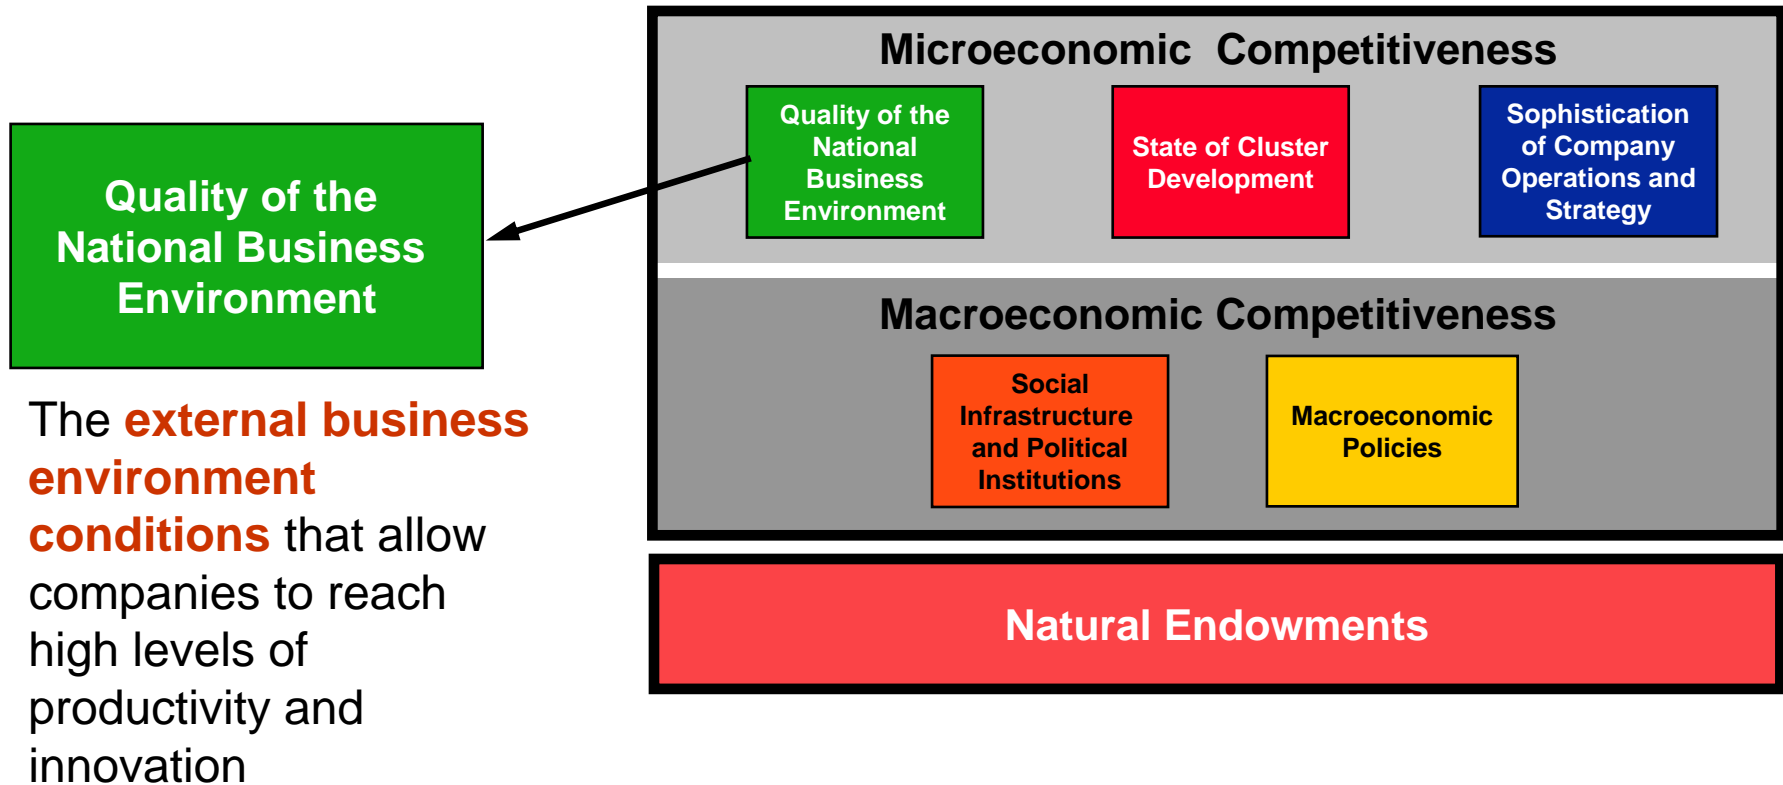 Microeconomic Competitiveness
Quality of the
National
Business
Environment
State of Cluster
Development
Sophistication
of Company
Operations and
Strategy
Quality of the
National Business
Environment
The external business
environment
conditions that allow
companies to reach
high levels of
productivity and
innovation
Macroeconomic Competitiveness
Social
Infrastructure
and Political
Institutions
Macroeconomic
Policies
Natural Endowments